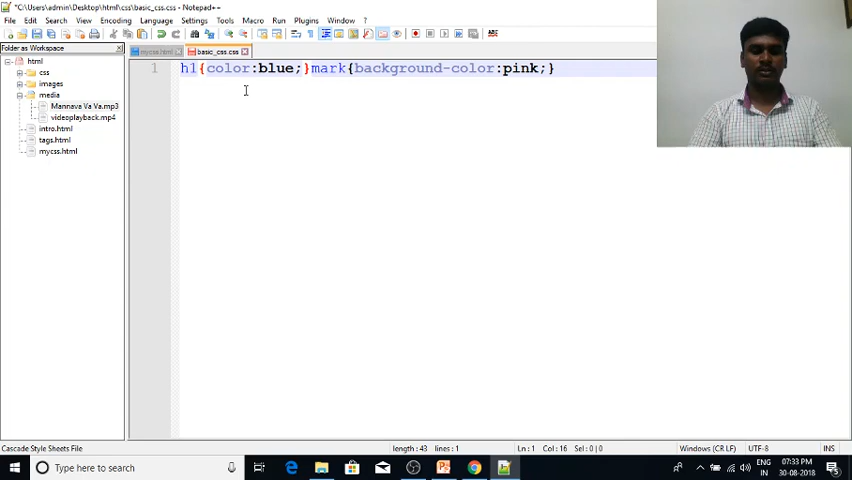 *C:\Users\admin\Desktop\html\css\basic_css.css - Notepad++
File Edit Search View Encoding Language Settings Tools Macro Run Plugins Window ?
Folder as Workspace
mycss.html
basic_css.css
html
css
images
media
Mannava Va Va.mp3
videoplayback.mp4
intro.html
tags.html
mycss.html
1
h1{color:blue;}mark{background-color:pink;}
Cascade Style Sheets File
length : 43 lines : 1
Ln : 1 Col : 16 Sel : 0 | 0
Windows (CR LF)
UTF-8
INS
Type here to search
ENG
IN
07:33 PM
30-08-2018